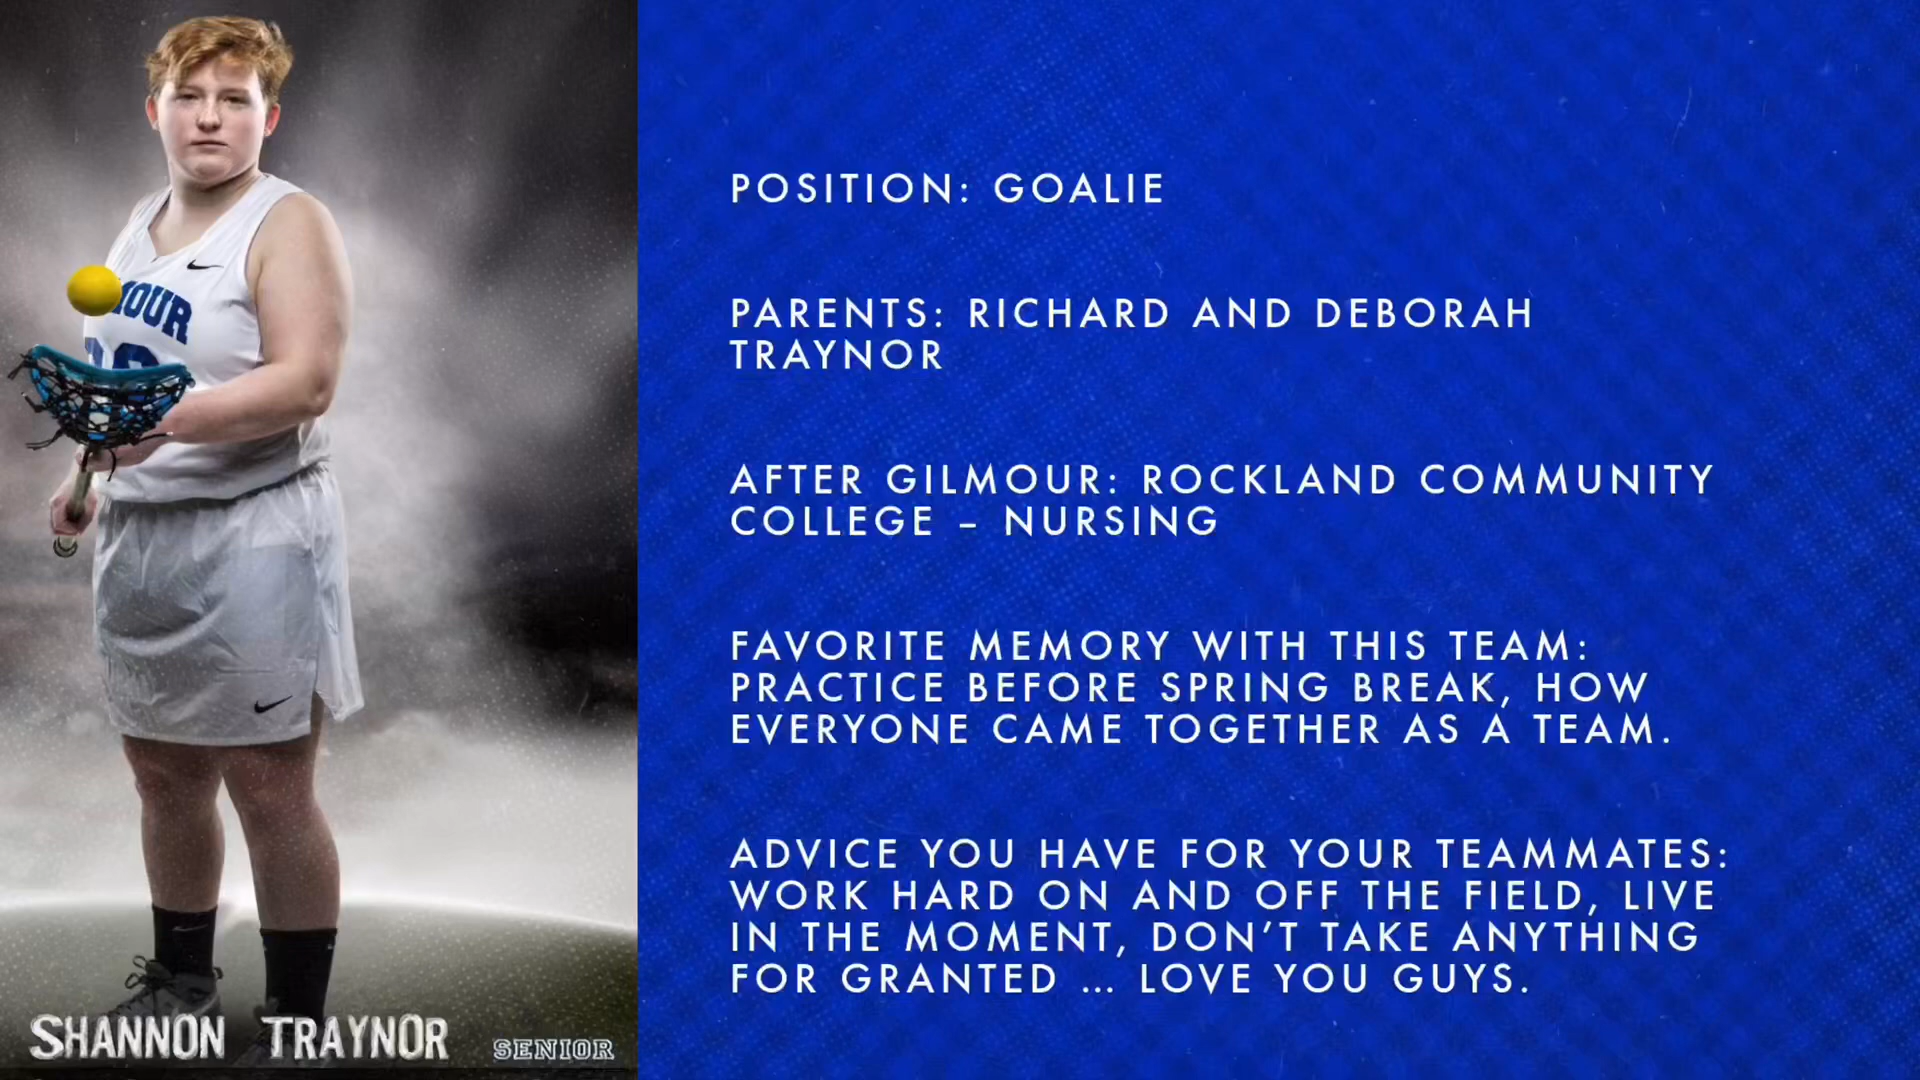 POSITION: GOALIE
PARENTS: RICHARD AND DEBORAH
TRAYNOR
AFTER GILMOUR: ROCKLAND COMMUNITY
COLLEGE – NURSING
FAVORITE MEMORY WITH THIS TEAM:
PRACTICE BEFORE SPRING BREAK, HOW
EVERYONE CAME TOGETHER AS A TEAM.
ADVICE YOU HAVE FOR YOUR TEAMMATES:
WORK HARD ON AND OFF THE FIELD, LIVE
IN THE MOMENT, DON’T TAKE ANYTHING
FOR GRANTED … LOVE YOU GUYS.
SHANNON TRAYNOR SENIOR